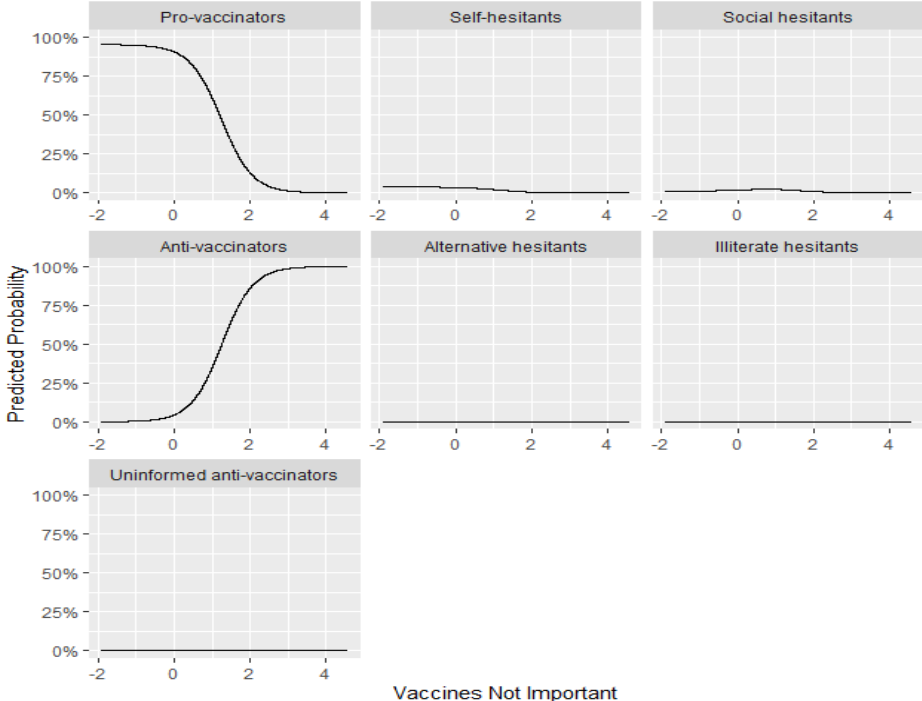 Pro-vaccinators Self-hesitants Social hesitants
100%
75%
50%
25%
0%
-2 0 2 4 -2 0 2 4 -2 0 2 4
Anti-vaccinators Alternative hesitants Illiterate hesitants
100%
75%
50%
25%
0%
-2 0 2 4 -2 0 2 4 -2 0 2 4
Predicted Probability
Uninformed anti-vaccinators
100%
75%
50%
25%
0%
-2 0 2 4
Vaccines Not Important